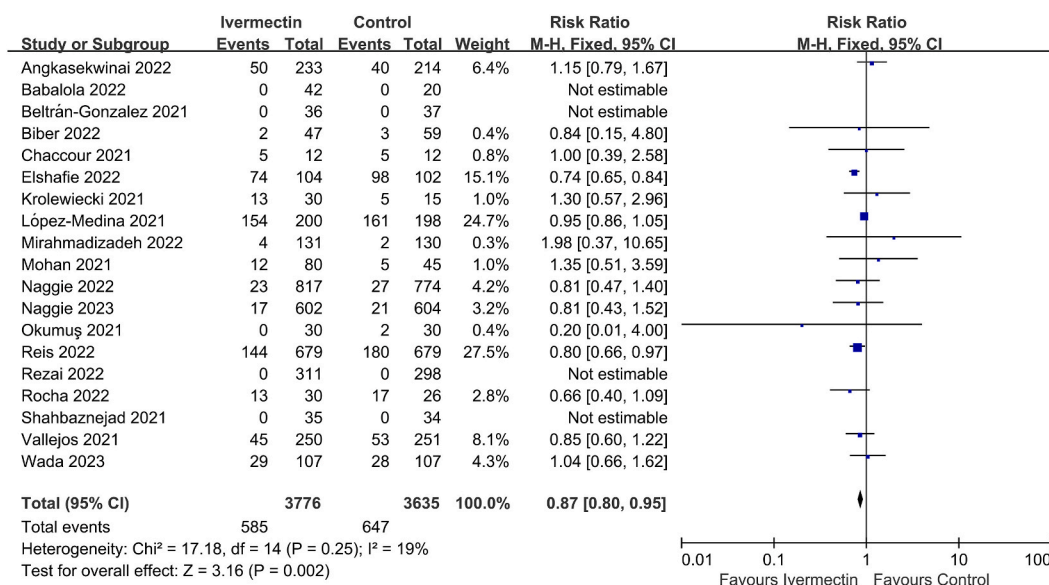 Ivermectin Control Risk Ratio Risk Ratio
Study or Subgroup Events Total Events Total Weight M-H, Fixed, 95% CI M-H, Fixed, 95% CI
Angkasekwinai 2022 50 233 40 214 6.4% 1.15 [0.79, 1.67]
Babalola 2022 0 42 0 20 Not estimable
Beltrán-Gonzalez 2021 0 36 0 37 Not estimable
Biber 2022 2 47 3 59 0.4% 0.84 [0.15, 4.80]
Chaccour 2021 5 12 5 12 0.8% 1.00 [0.39, 2.58]
Elshafie 2022 74 104 98 102 15.1% 0.74 [0.65, 0.84]
Krolewiecki 2021 13 30 5 15 1.0% 1.30 [0.57, 2.96]
López-Medina 2021 154 200 161 198 24.7% 0.95 [0.86, 1.05]
Mirahmadizadeh 2022 4 131 2 130 0.3% 1.98 [0.37, 10.65]
Mohan 2021 12 80 5 45 1.0% 1.35 [0.51, 3.59]
Naggie 2022 23 817 27 774 4.2% 0.81 [0.47, 1.40]
Naggie 2023 17 602 21 604 3.2% 0.81 [0.43, 1.52]
Okumuş 2021 0 30 2 30 0.4% 0.20 [0.01, 4.00]
Reis 2022 144 679 180 679 27.5% 0.80 [0.66, 0.97]
Rezai 2022 0 311 0 298 Not estimable
Rocha 2022 13 30 17 26 2.8% 0.66 [0.40, 1.09]
Shahbaznejad 2021 0 35 0 34 Not estimable
Vallejos 2021 45 250 53 251 8.1% 0.85 [0.60, 1.22]
Wada 2023 29 107 28 107 4.3% 1.04 [0.66, 1.62]
Total (95% CI) 3776 3635 100.0% 0.87 [0.80, 0.95]
Total events 585 647
Heterogeneity: Chi² = 17.18, df = 14 (P = 0.25); I² = 19%
Test for overall effect: Z = 3.16 (P = 0.002)
0.01 0.1 1 10 100
Favours Ivermectin Favours Control